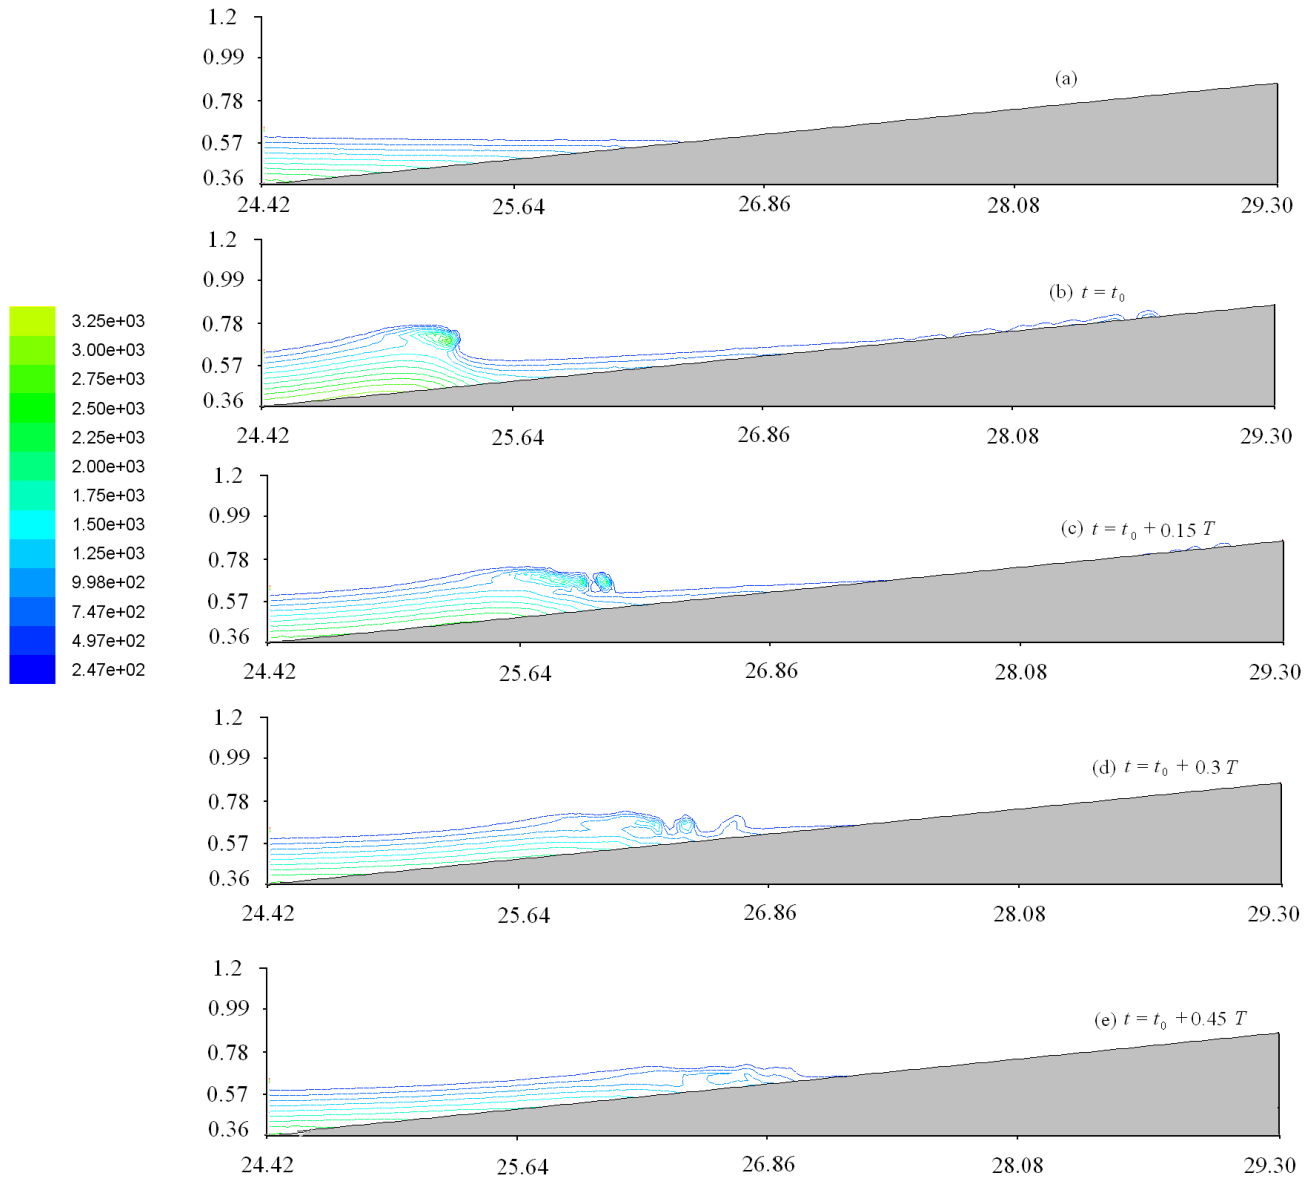 1.2
0.99
0.78
0.57
0.36
(a)
24.42 25.64 26.86 28.08 29.30
1.2
0.99
0.78
0.57
0.36
(b) t = t₀
24.42 25.64 26.86 28.08 29.30
3.25e+03
3.00e+03
2.75e+03
2.50e+03
2.25e+03
2.00e+03
1.75e+03
1.50e+03
1.25e+03
9.98e+02
7.47e+02
4.97e+02
2.47e+02
1.2
0.99
0.78
0.57
0.36
(c) t = t₀ + 0.15 T
24.42 25.64 26.86 28.08 29.30
1.2
0.99
0.78
0.57
0.36
(d) t = t₀ + 0.3 T
24.42 25.64 26.86 28.08 29.30
1.2
0.99
0.78
0.57
0.36
(e) t = t₀ + 0.45 T
24.42 25.64 26.86 28.08 29.30